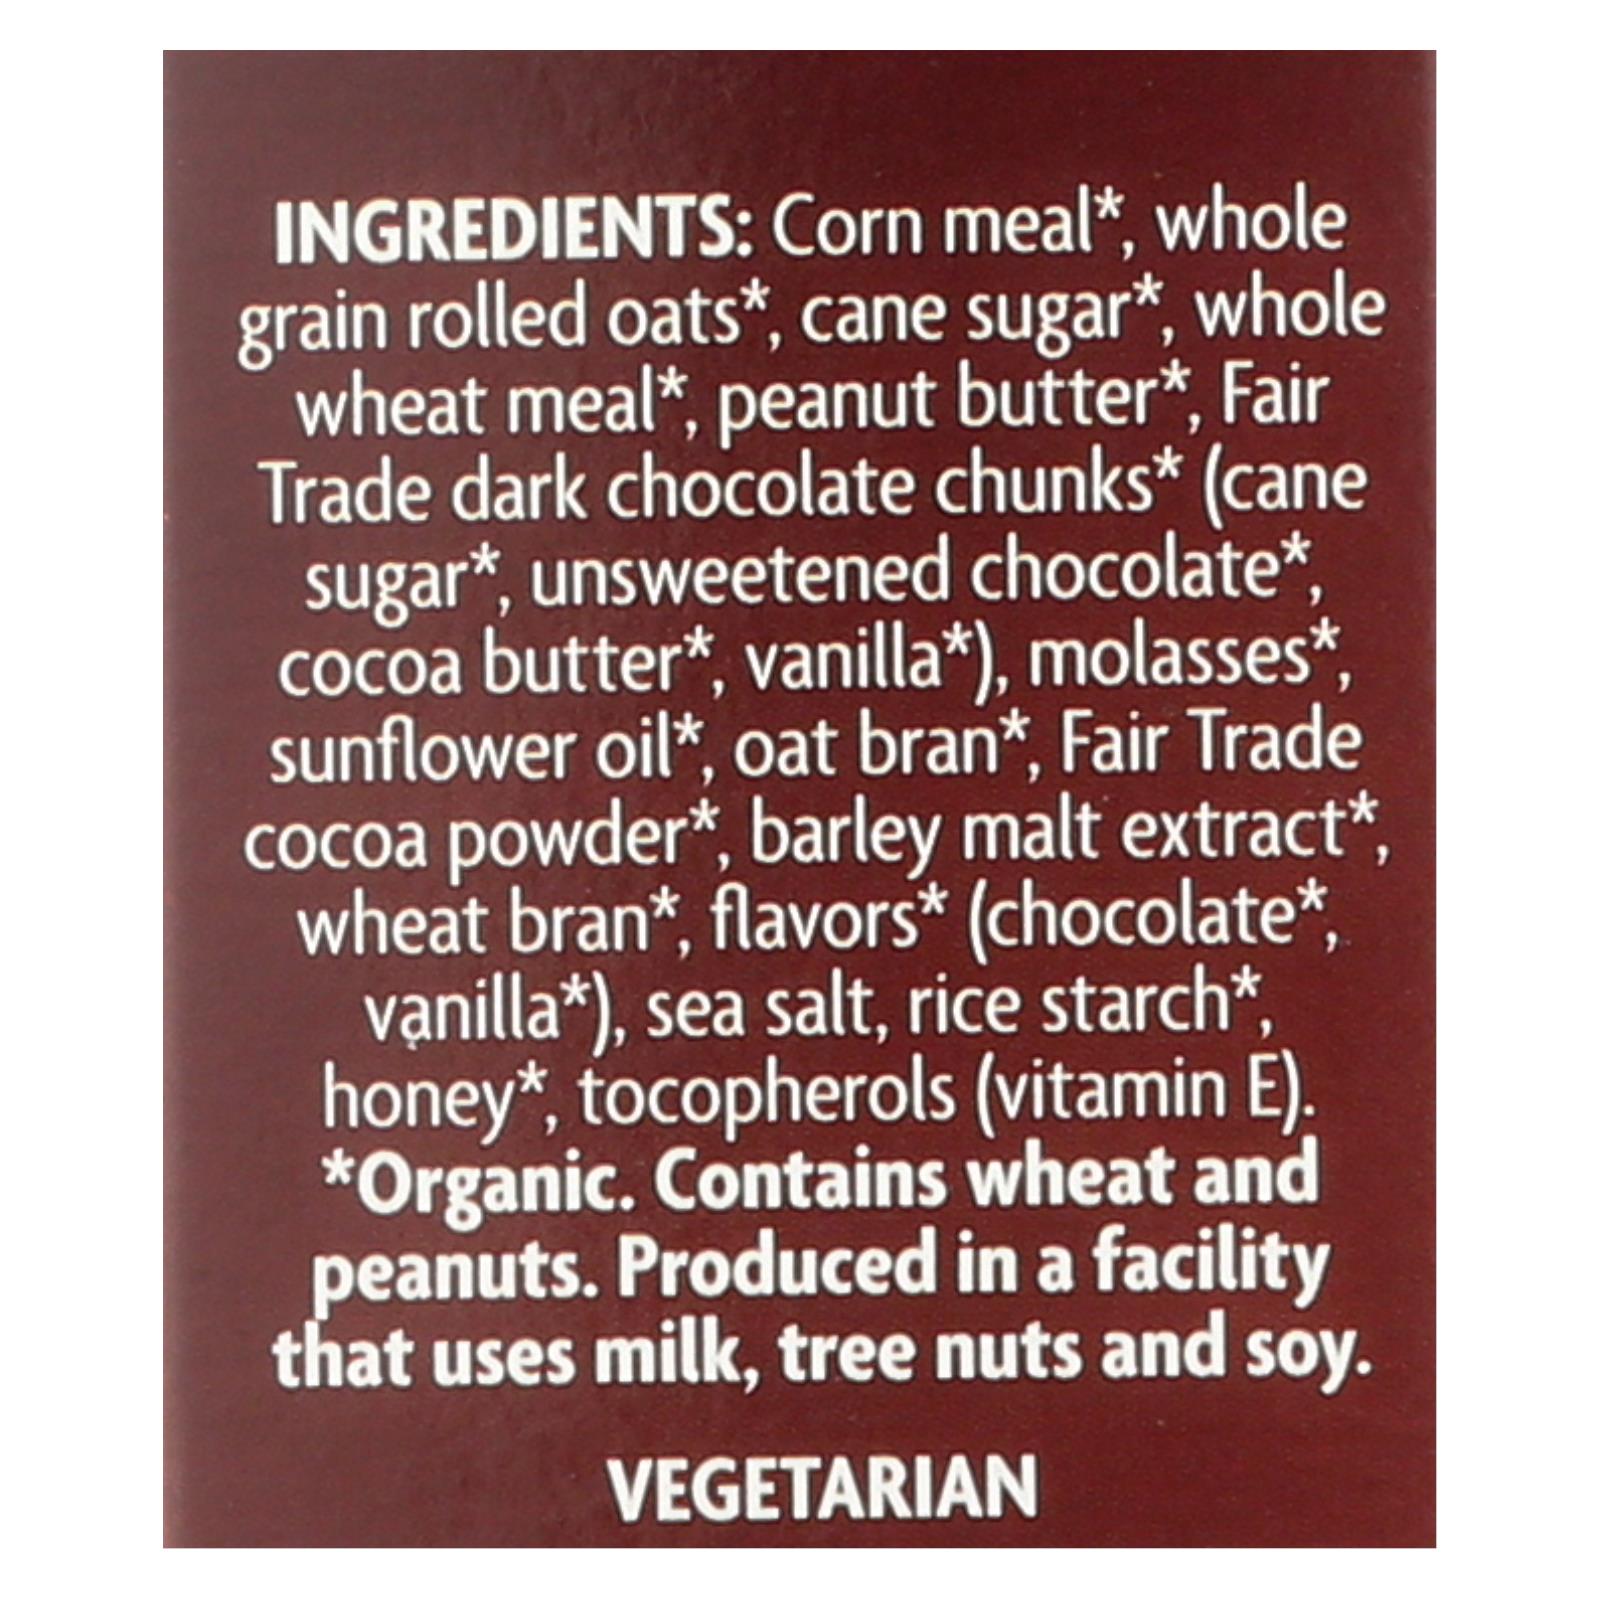 INGREDIENTS: Corn meal*, whole
grain rolled oats*, cane sugar*, whole
wheat meal*, peanut butter*, Fair
Trade dark chocolate chunks* (cane
sugar*, unsweetened chocolate*,
cocoa butter*, vanilla*), molasses*,
sunflower oil*, oat bran*, Fair Trade
cocoa powder*, barley malt extract*,
wheat bran*, flavors* (chocolate*,
vanilla*), sea salt, rice starch*,
honey*, tocopherols (vitamin E).
*Organic. Contains wheat and
peanuts. Produced in a facility
that uses milk, tree nuts and soy.
VEGETARIAN